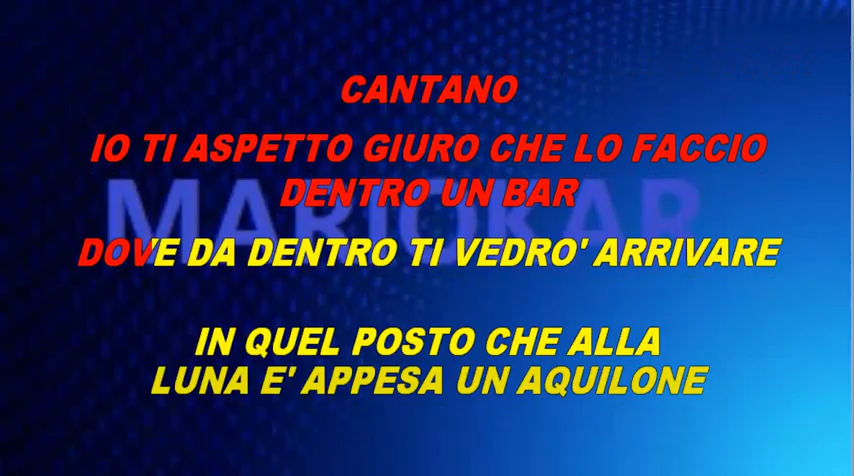 CANTANO
IO TI ASPETTO GIURO CHE LO FACCIO
DENTRO UN BAR
MARIOKAR
DOVE DA DENTRO TI VEDRO' ARRIVARE
IN QUEL POSTO CHE ALLA
LUNA E' APPESA UN AQUILONE